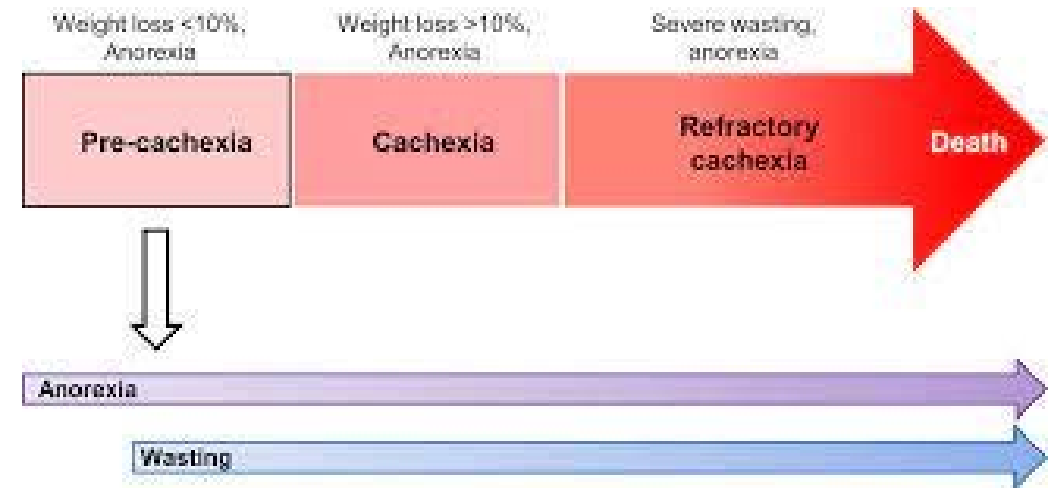 Weight loss <10%,
Anorexia
Weight loss >10%,
Anorexia
Severe wasting,
anorexia
Pre-cachexia
Cachexia
Refractory
cachexia
Death
Anorexia
Wasting